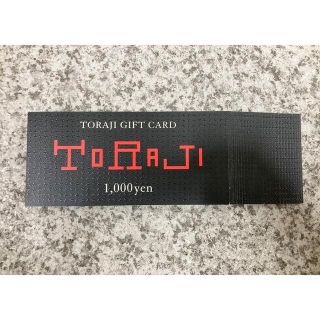 TORAJI GIFT CARD
TORAJI
1,000yen